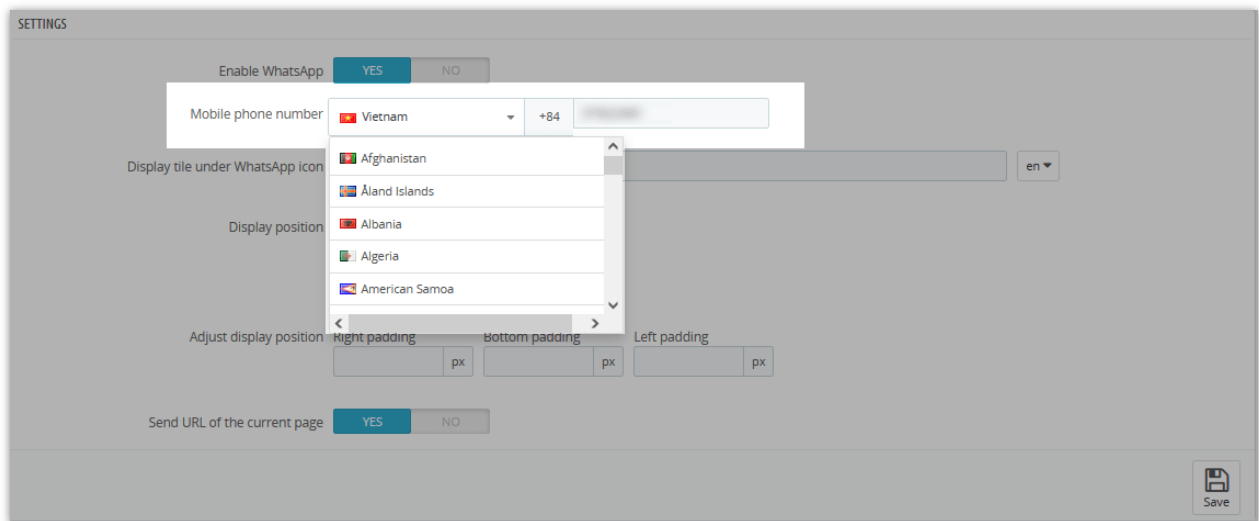 SETTINGS
Enable WhatsApp YES NO
Mobile phone number Vietnam +84
Afghanistan
Display tile under WhatsApp icon en
Åland Islands
Albania
Display position
Algeria
American Samoa
Adjust display position Right padding Bottom padding Left padding
px px px
Send URL of the current page YES NO
Save